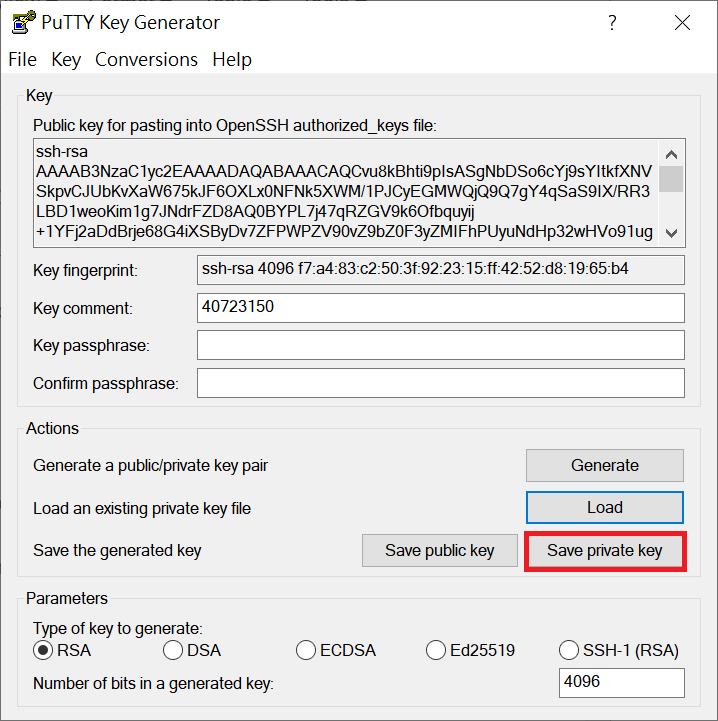 PuTTY Key Generator ?
File Key Conversions Help
Key
Public key for pasting into OpenSSH authorized_keys file:
ssh-rsa
AAAAB3NzaC1yc2EAAAADAQABAAACAQCvu8kBhti9pIsASgNbDSo6cYj9sYItkfXNV
SkpvCJUbKvXaW675kJF6OXLx0NFNk5XWM/1PJCyEGMWQjQ9Q7gY4qSaS9IX/RR3
LBD1weoKim1g7JNdrFZD8AQ0BYPL7j47qRZGV9k6Ofbquyij
+1YFj2aDdBrje68G4iXSByDv7ZFPWPZV90vZ9bZ0F3yZMIFhPUyuNdHp32wHVo91ug
Key fingerprint: ssh-rsa 4096 f7:a4:83:c2:50:3f:92:23:15:ff:42:52:d8:19:65:b4
Key comment: 40723150
Key passphrase:
Confirm passphrase:
Actions
Generate a public/private key pair Generate
Load an existing private key file Load
Save the generated key Save public key Save private key
Parameters
Type of key to generate:
RSA DSA ECDSA Ed25519 SSH-1 (RSA)
Number of bits in a generated key: 4096